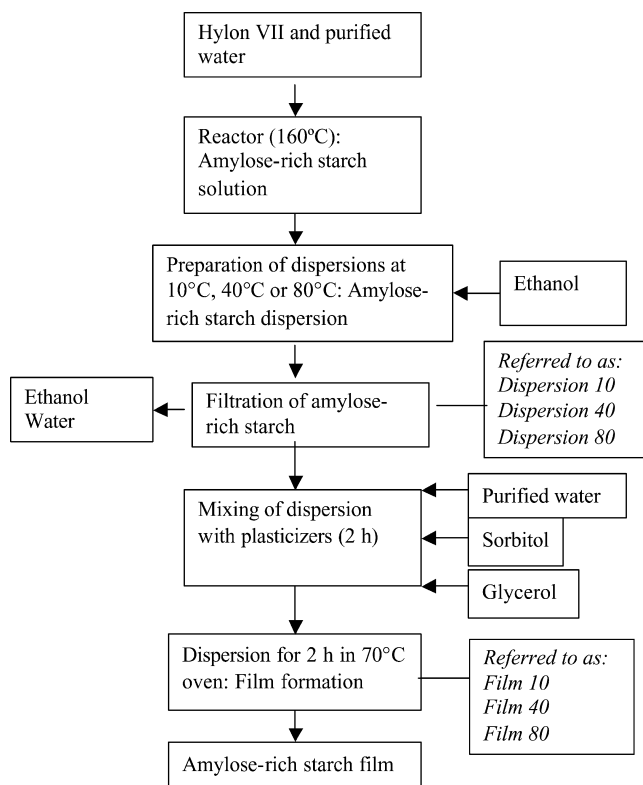 Hylon VII and purified
water
Reactor (160ºC):
Amylose-rich starch
solution
Preparation of dispersions at
10°C, 40°C or 80°C: Amylose-
rich starch dispersion
Ethanol
Referred to as:
Dispersion 10
Dispersion 40
Dispersion 80
Ethanol
Water
Filtration of amylose-
rich starch
Mixing of dispersion
with plasticizers (2 h)
Purified water
Sorbitol
Glycerol
Dispersion for 2 h in 70°C
oven: Film formation
Referred to as:
Film 10
Film 40
Film 80
Amylose-rich starch film